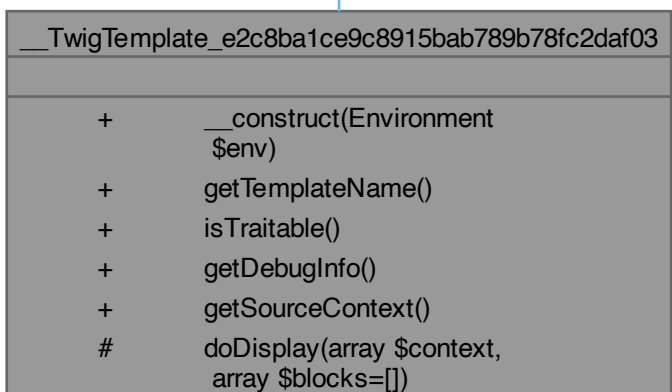 __TwigTemplate_e2c8ba1ce9c8915bab789b78fc2daf03
+ __construct(Environment
$env)
+ getTemplateName()
+ isTraitable()
+ getDebugInfo()
+ getSourceContext()
# doDisplay(array $context,
array $blocks=[])